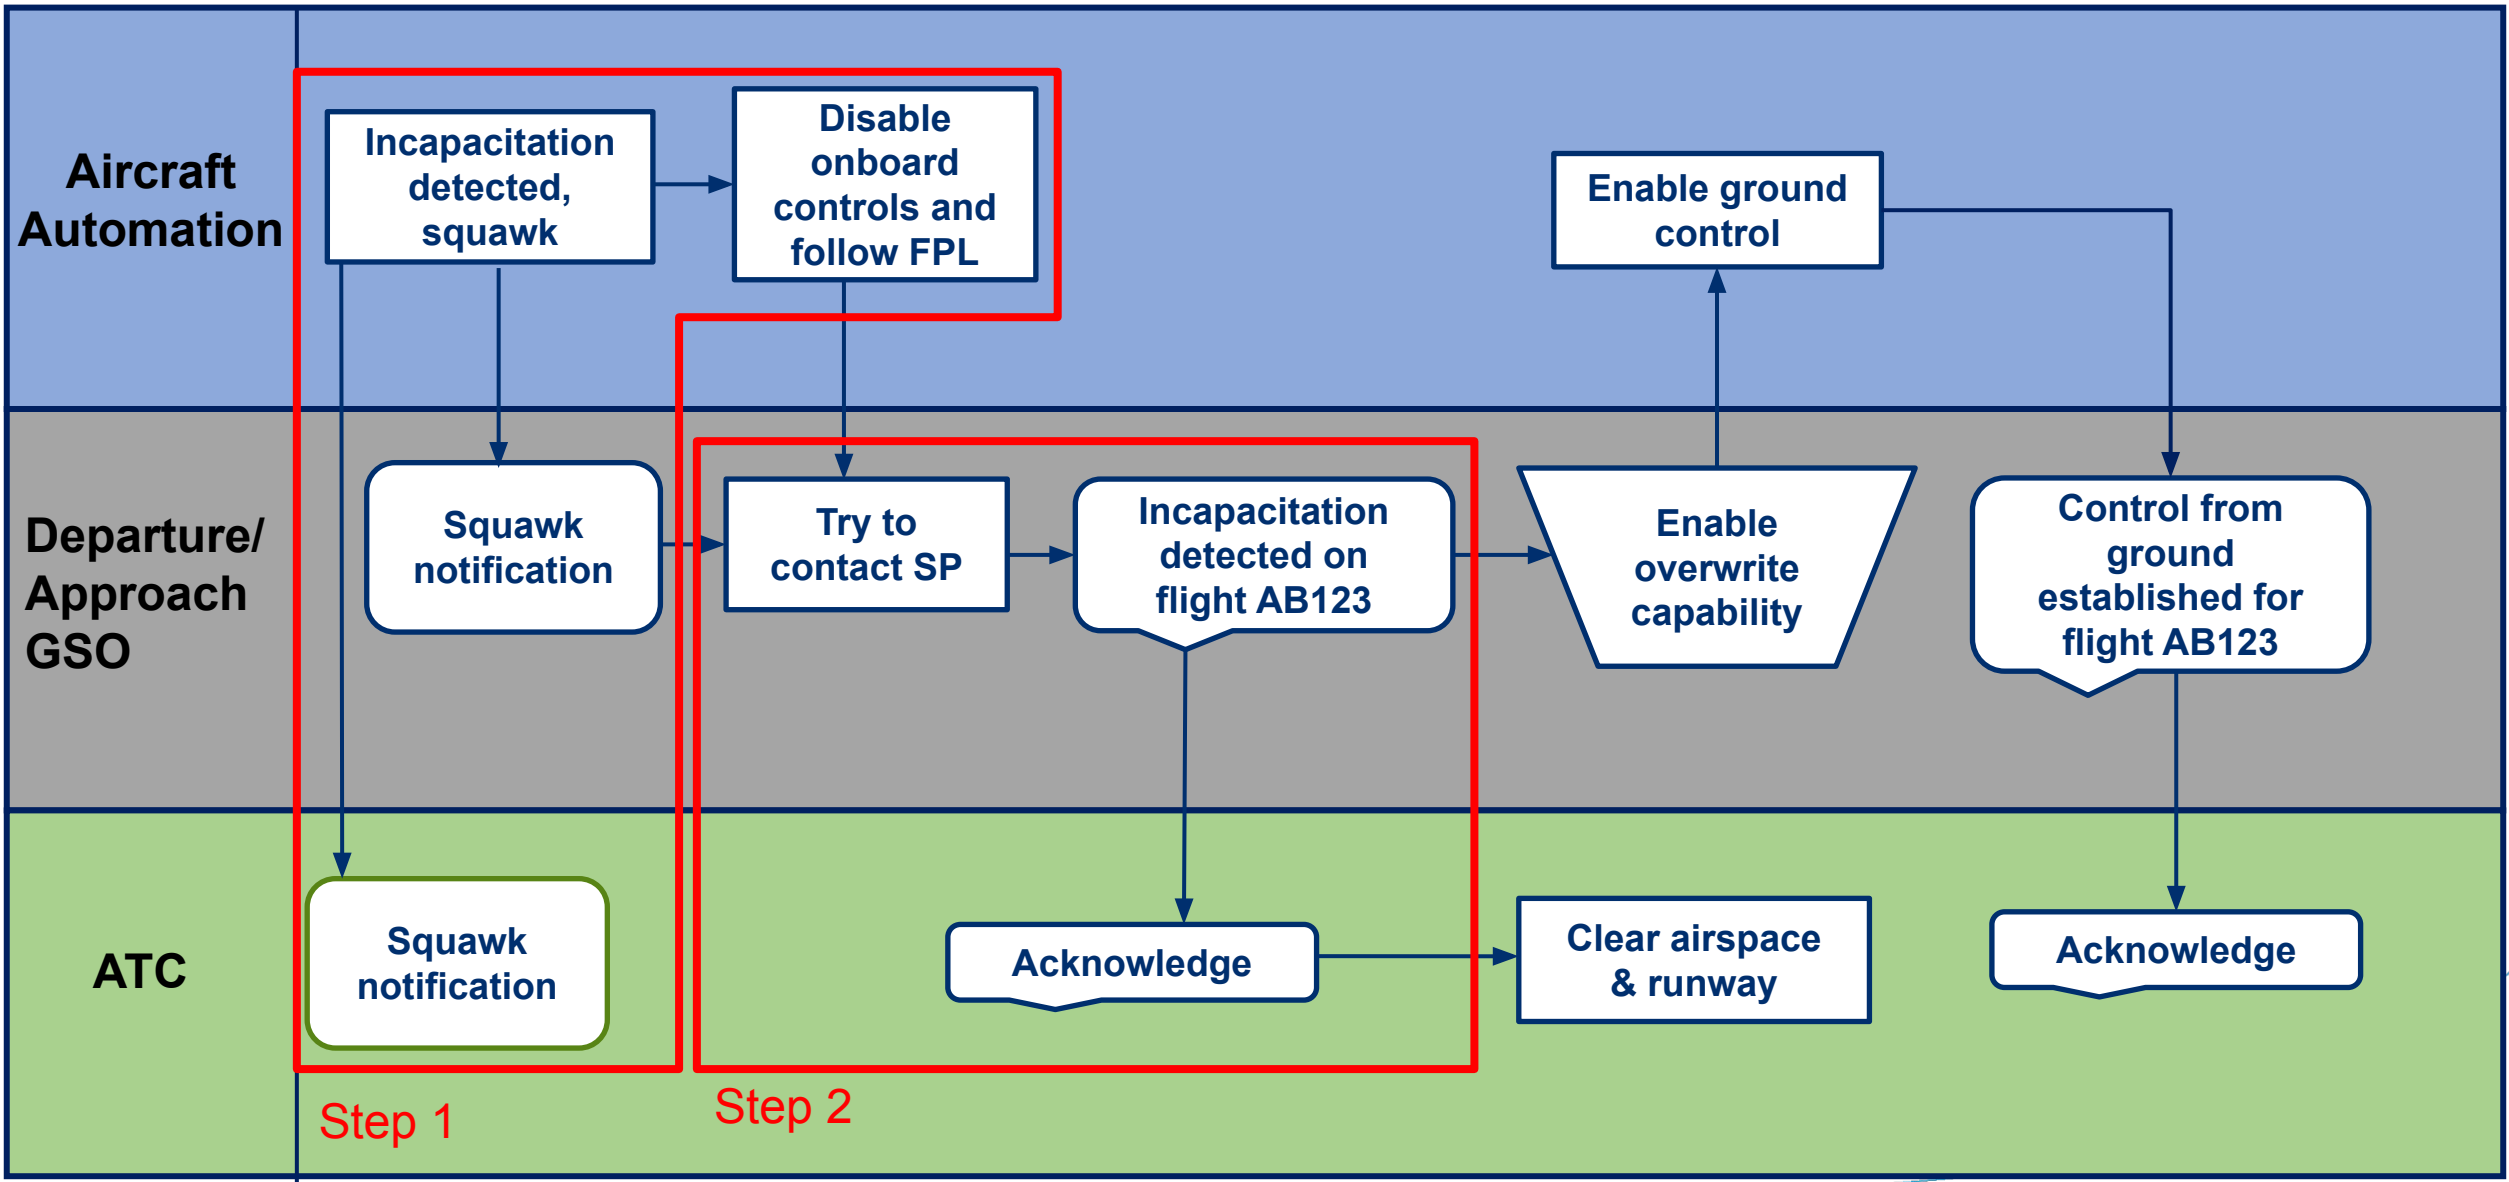 Aircraft
Automation
Incapacitation
detected,
squawk
Disable
onboard
controls and
follow FPL
Enable ground
control
Departure/
Approach
GSO
Squawk
notification
Try to
contact SP
Incapacitation
detected on
flight AB123
Enable
overwrite
capability
Control from
ground
established for
flight AB123
ATC
Squawk
notification
Acknowledge
Clear airspace
& runway
Acknowledge
Step 1
Step 2